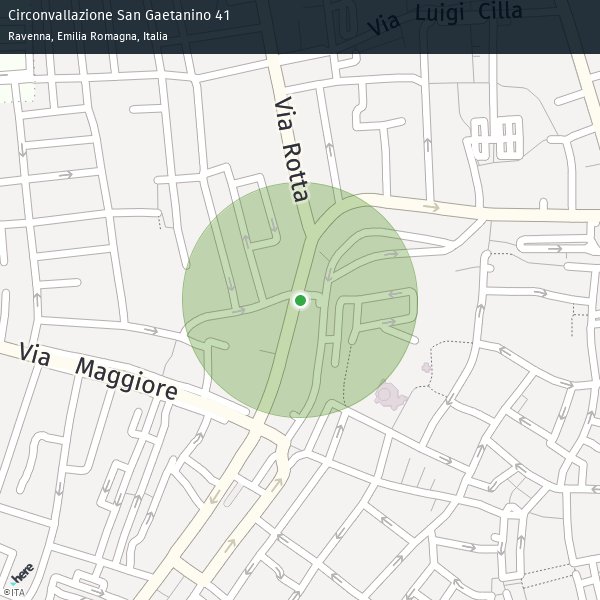 Circonvallazione San Gaetanino 41
Ravenna, Emilia Romagna, Italia
Via Luigi Cilla
Via Rotta
Via Maggiore
here
©ITA